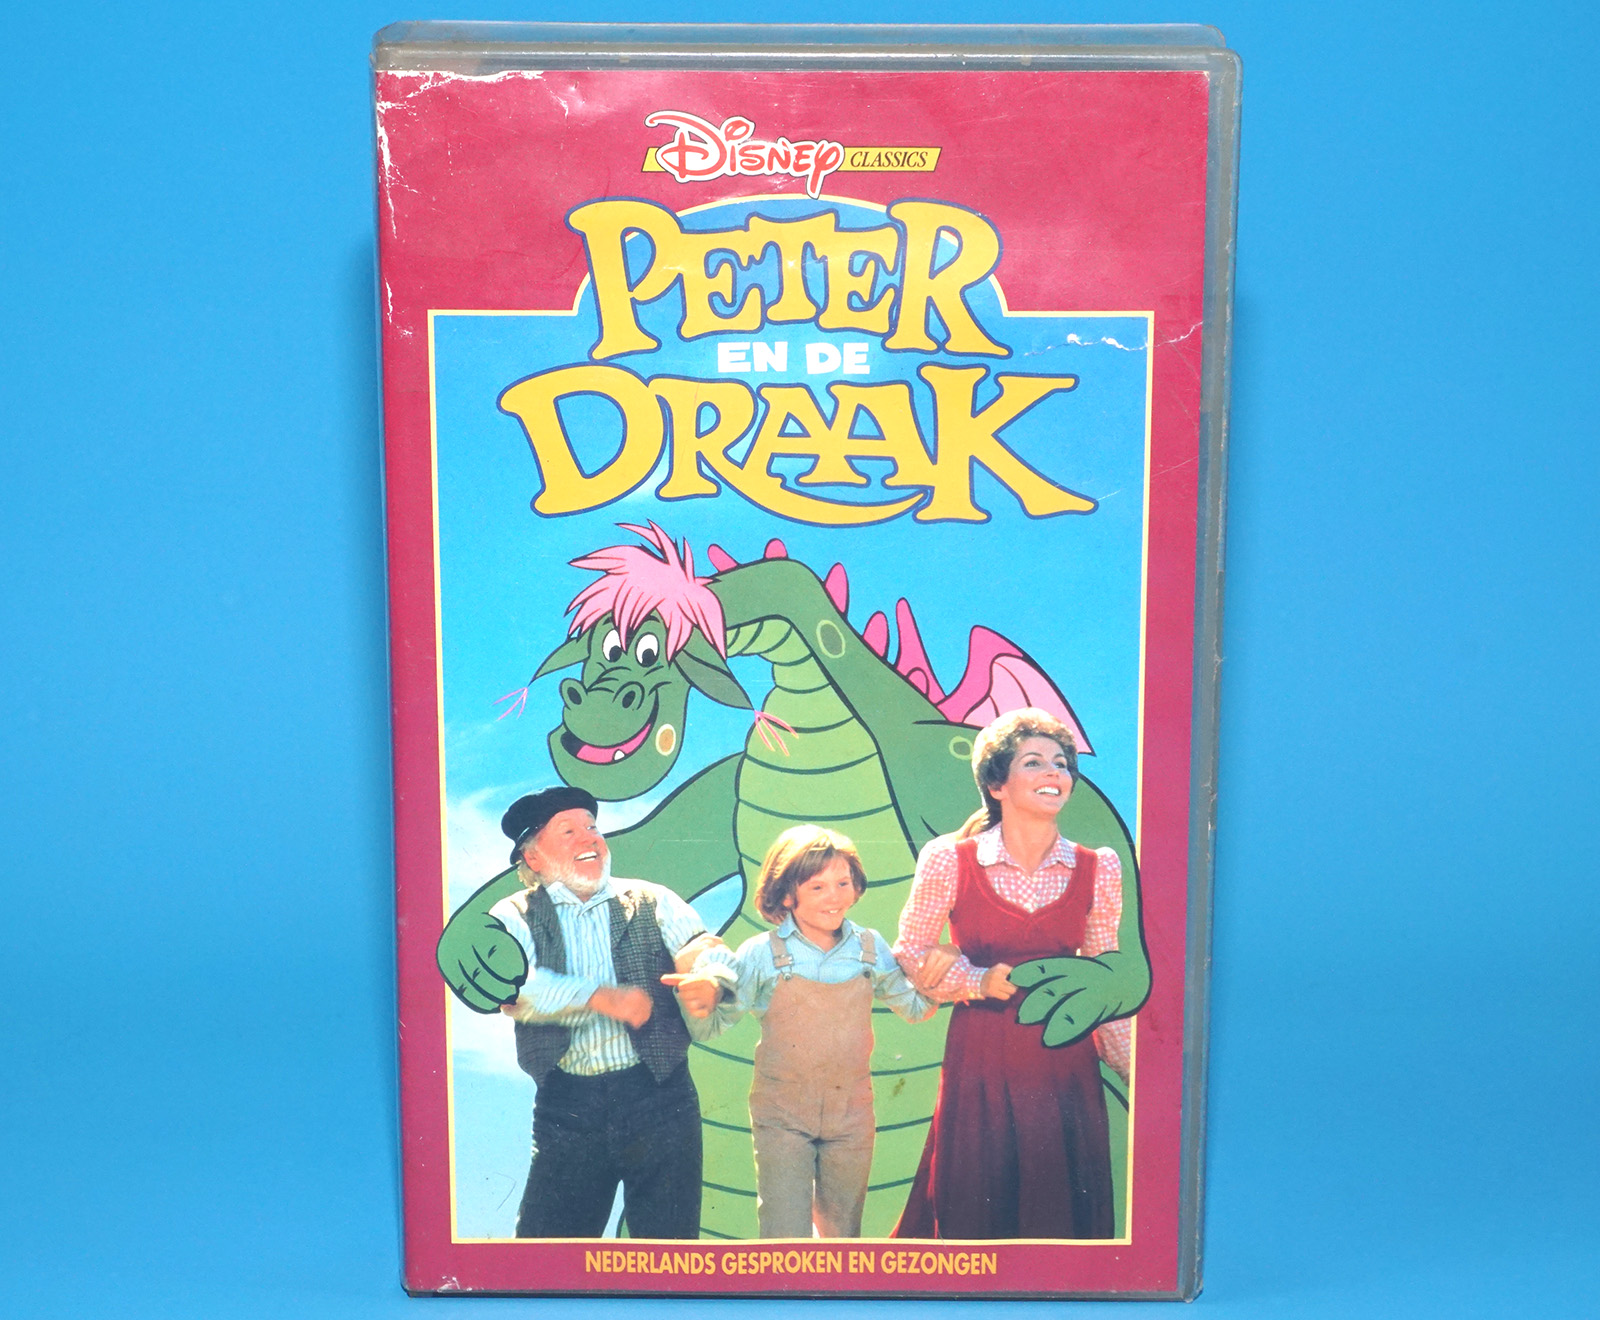 Disney CLASSICS
PETER
EN DE
DRAAK
NEDERLANDS GESPROKEN EN GEZONGEN